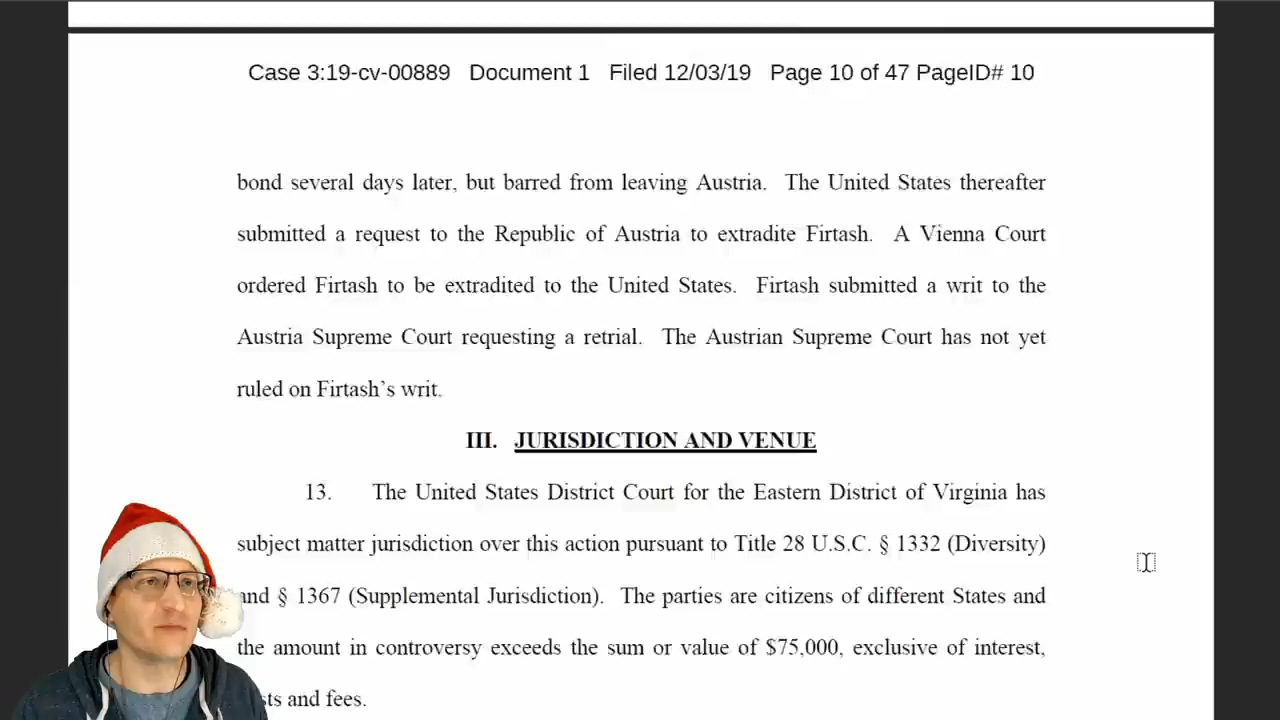 Case 3:19-cv-00889 Document 1 Filed 12/03/19 Page 10 of 47 PageID# 10
bond several days later, but barred from leaving Austria. The United States thereafter
submitted a request to the Republic of Austria to extradite Firtash. A Vienna Court
ordered Firtash to be extradited to the United States. Firtash submitted a writ to the
Austria Supreme Court requesting a retrial. The Austrian Supreme Court has not yet
ruled on Firtash’s writ.
III. JURISDICTION AND VENUE
13. The United States District Court for the Eastern District of Virginia has
subject matter jurisdiction over this action pursuant to Title 28 U.S.C. § 1332 (Diversity)
and § 1367 (Supplemental Jurisdiction). The parties are citizens of different States and
the amount in controversy exceeds the sum or value of $75,000, exclusive of interest,
and fees.